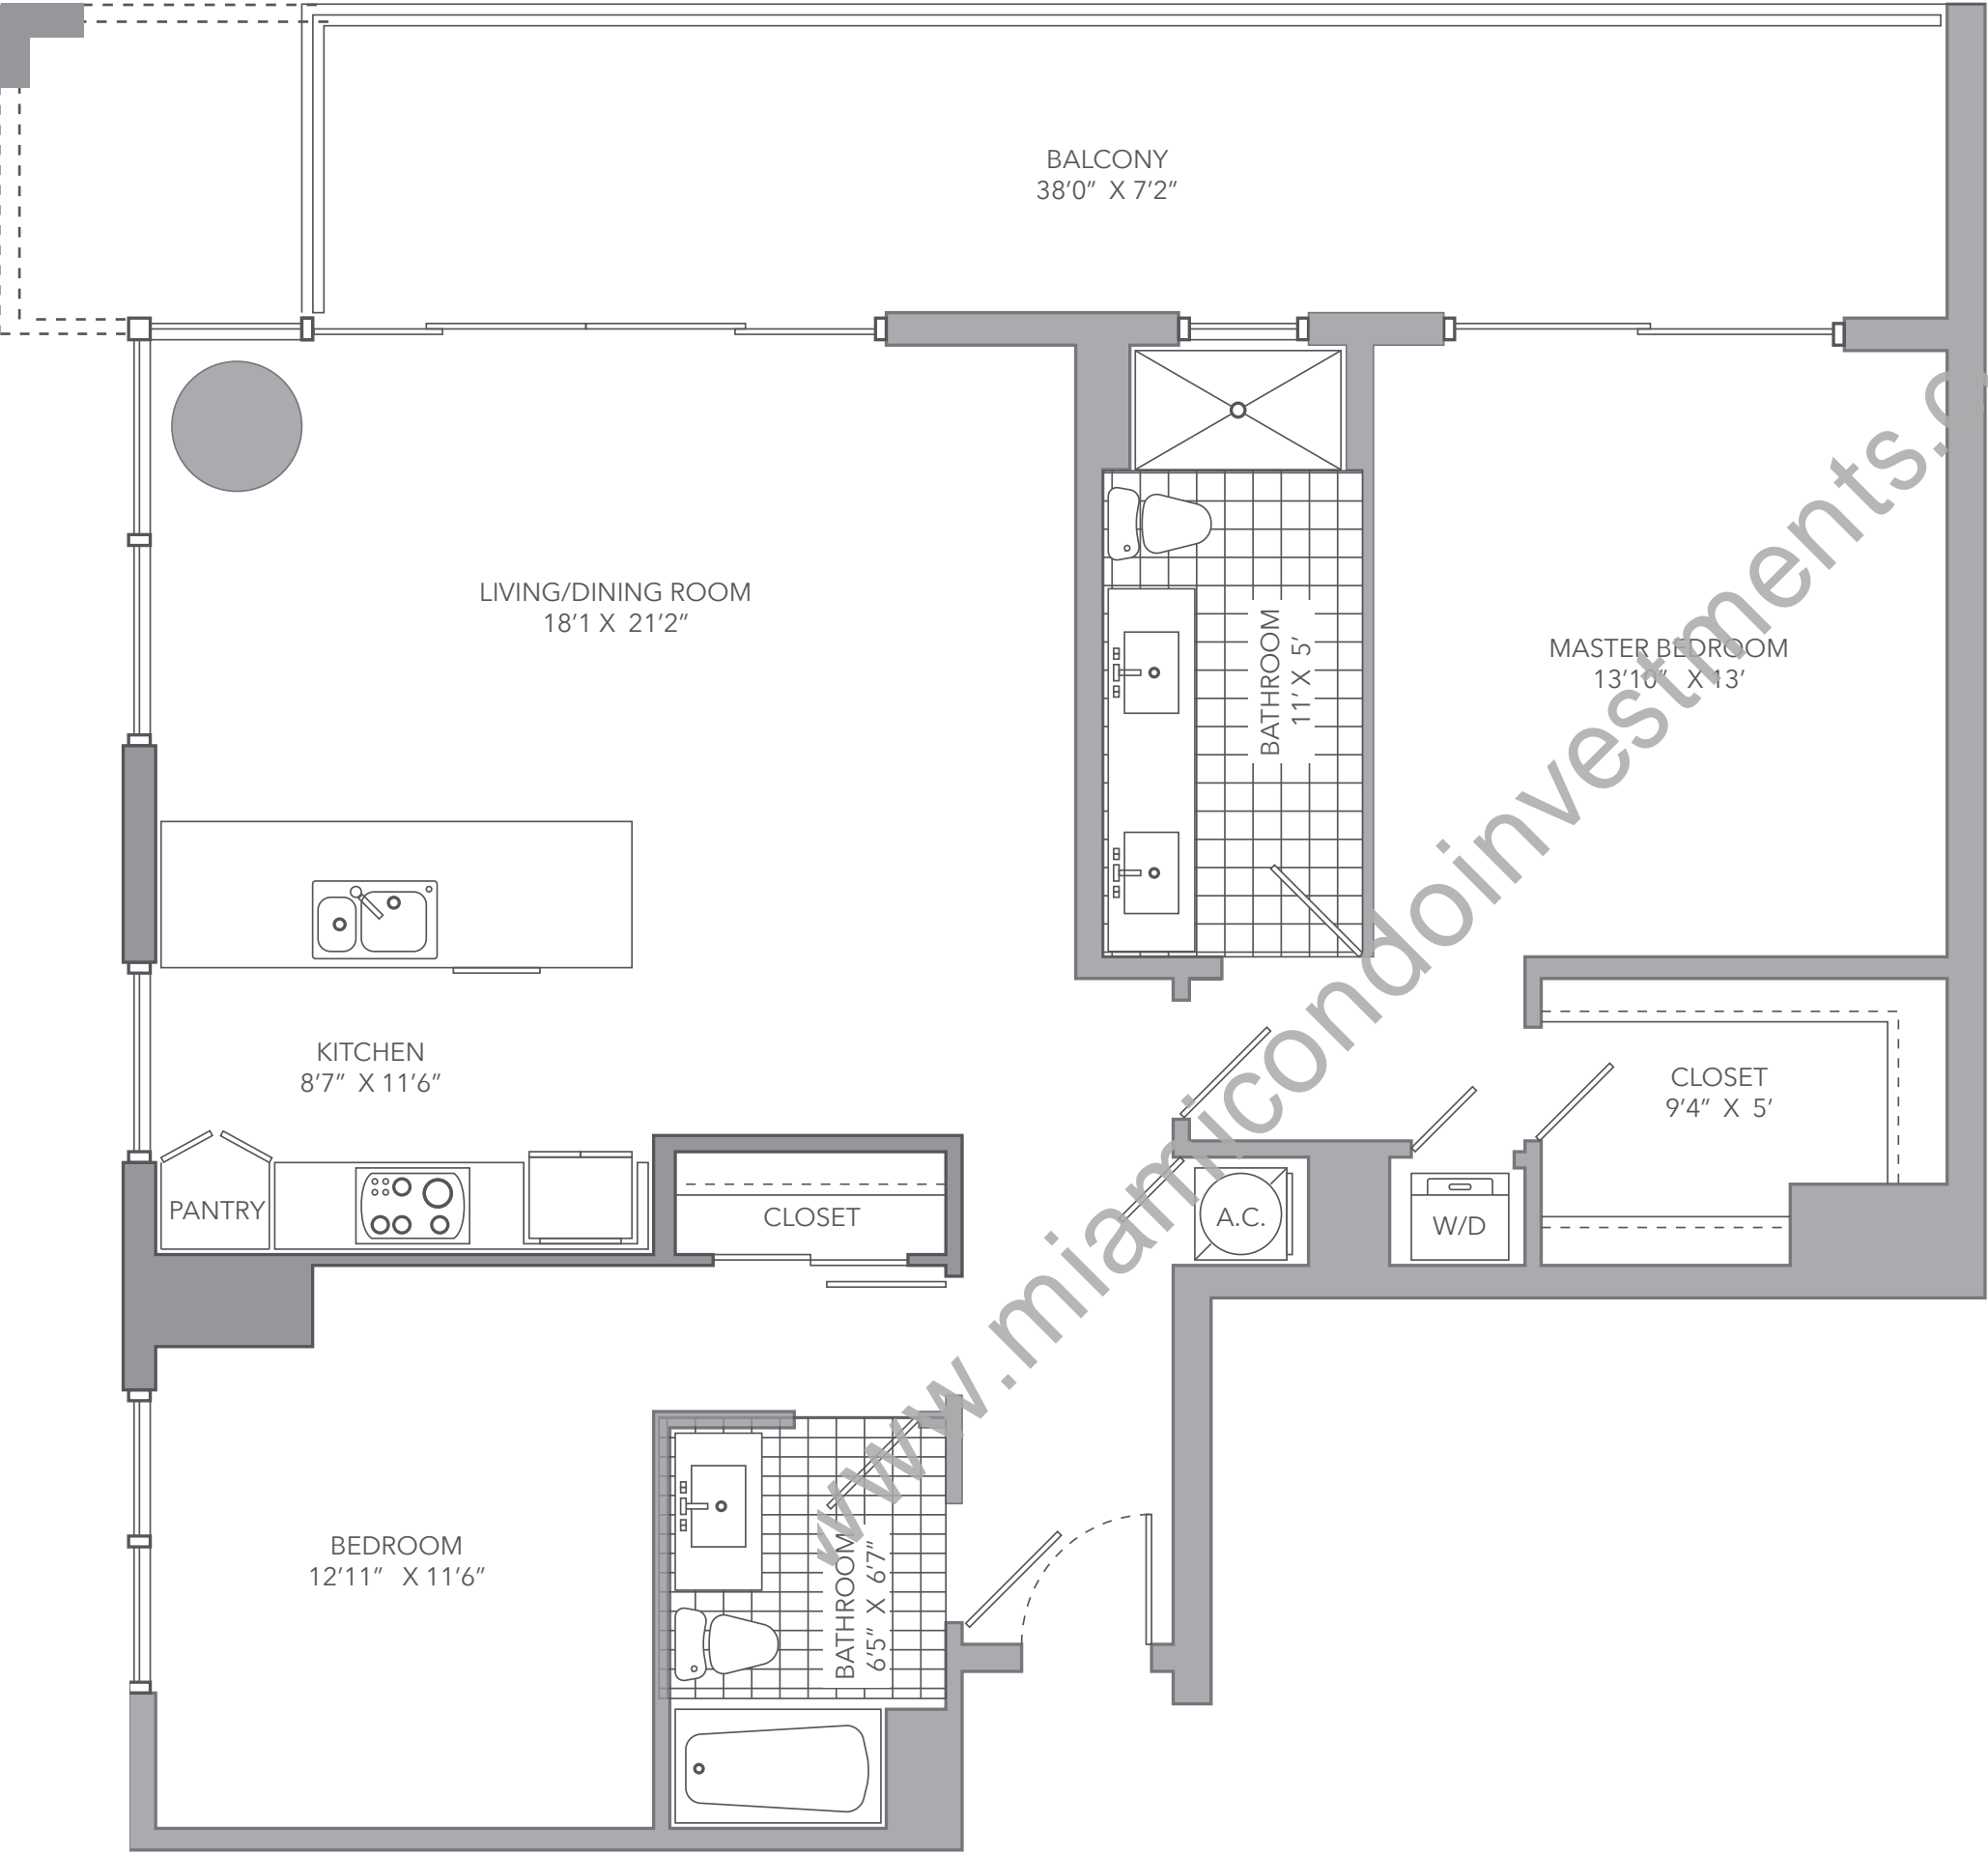 BALCONY
38'0" X 7'2"
LIVING/DINING ROOM
18'1 X 21'2"
BATHROOM
11' X 5'
MASTER BEDROOM
13'10" X 13'
KITCHEN
8'7" X 11'6"
CLOSET
9'4" X 5'
PANTRY
CLOSET
A.C.
W/D
BEDROOM
12'11" X 11'6"
BATHROOM
6'5" X 6'7"
www.miamicondoinvestments.c